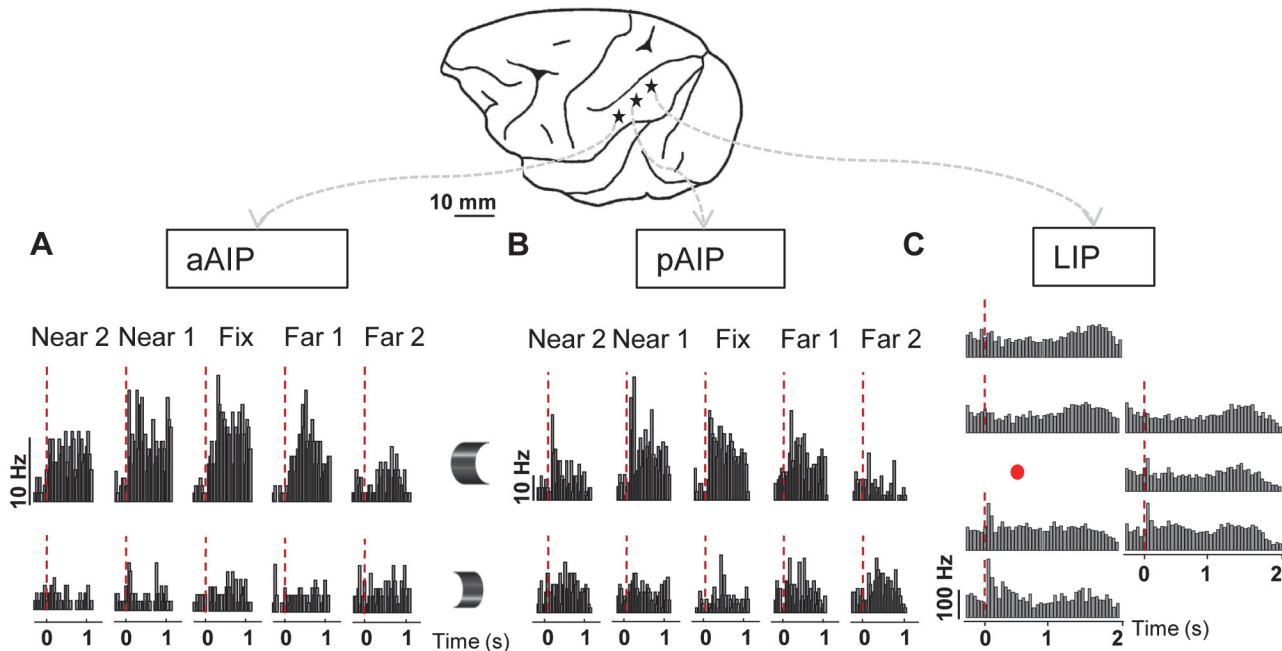 10 mm
A
aAIP
B
pAIP
C
LIP
Near 2 Near 1 Fix Far 1 Far 2
Near 2 Near 1 Fix Far 1 Far 2
10 Hz
10 Hz
100 Hz
0 1 0 1 0 1 0 1 0 1 Time (s)
0 1 0 1 0 1 0 1 0 1
0 1 2
0 1 2 Time (s)